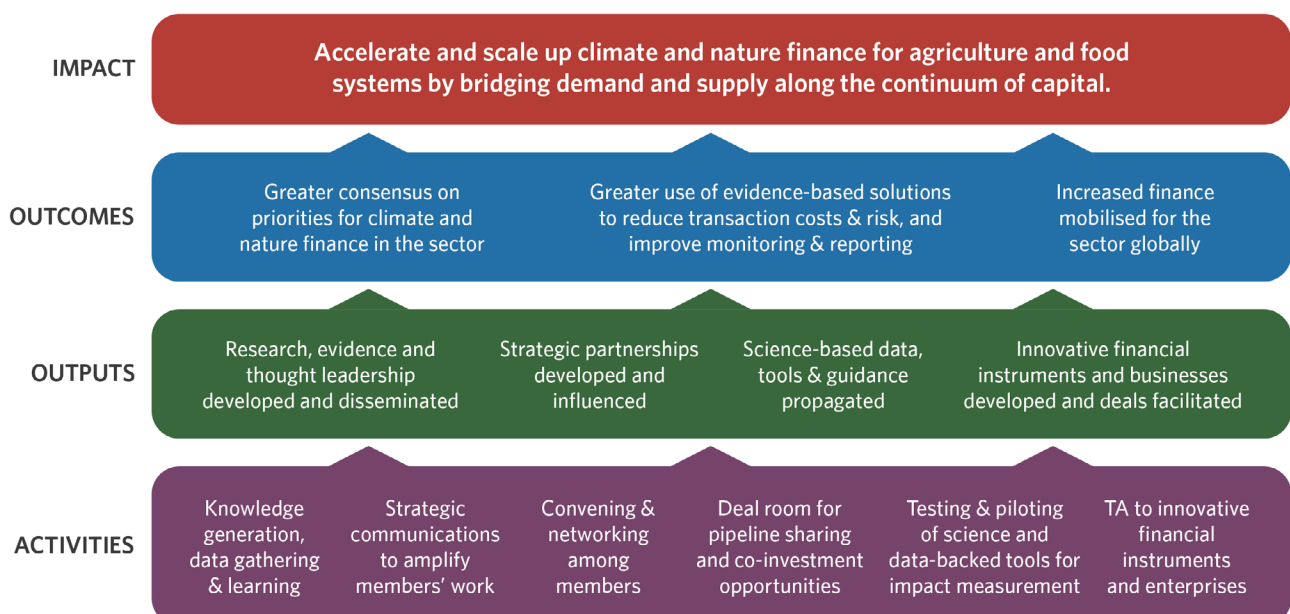 IMPACT
Accelerate and scale up climate and nature finance for agriculture and food
systems by bridging demand and supply along the continuum of capital.
OUTCOMES
Greater consensus on
priorities for climate and
nature finance in the sector
Greater use of evidence-based solutions
to reduce transaction costs & risk, and
improve monitoring & reporting
Increased finance
mobilised for the
sector globally
OUTPUTS
Research, evidence and
thought leadership
developed and disseminated
Strategic partnerships
developed and
influenced
Science-based data,
tools & guidance
propagated
Innovative financial
instruments and businesses
developed and deals facilitated
ACTIVITIES
Knowledge
generation,
data gathering
& learning
Strategic
communications
to amplify
members’ work
Convening &
networking
among
members
Deal room for
pipeline sharing
and co-investment
opportunities
Testing & piloting
of science and
data-backed tools for
impact measurement
TA to innovative
financial
instruments
and enterprises